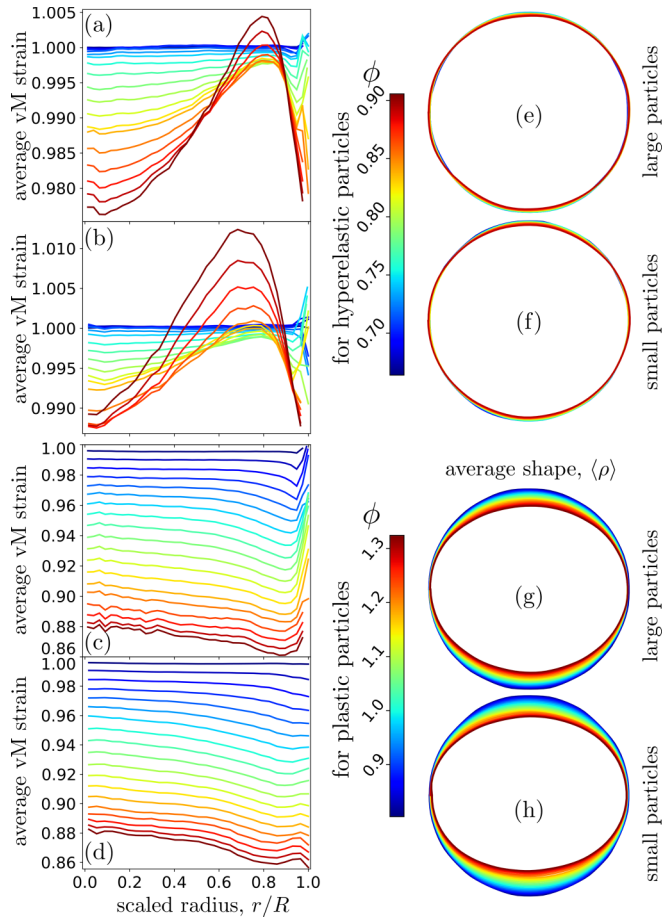 (a)
average vM strain
1.005
1.000
0.995
0.990
0.985
0.980
(b)
average vM strain
1.010
1.000
0.995
0.990
(c)
average vM strain
1.00
0.98
0.96
0.94
0.92
0.90
0.88
0.86
(d)
average vM strain
1.00
0.98
0.96
0.94
0.92
0.90
0.88
0.86
0.0 0.2 0.4 0.6 0.8 1.0
scaled radius, r/R
ϕ
for hyperelastic particles
0.90
0.85
0.80
0.75
0.70
(e)
large particles
(f)
small particles
average shape, ⟨ρ⟩
ϕ
for plastic particles
1.3
1.2
1.1
1.0
0.9
(g)
large particles
(h)
small particles